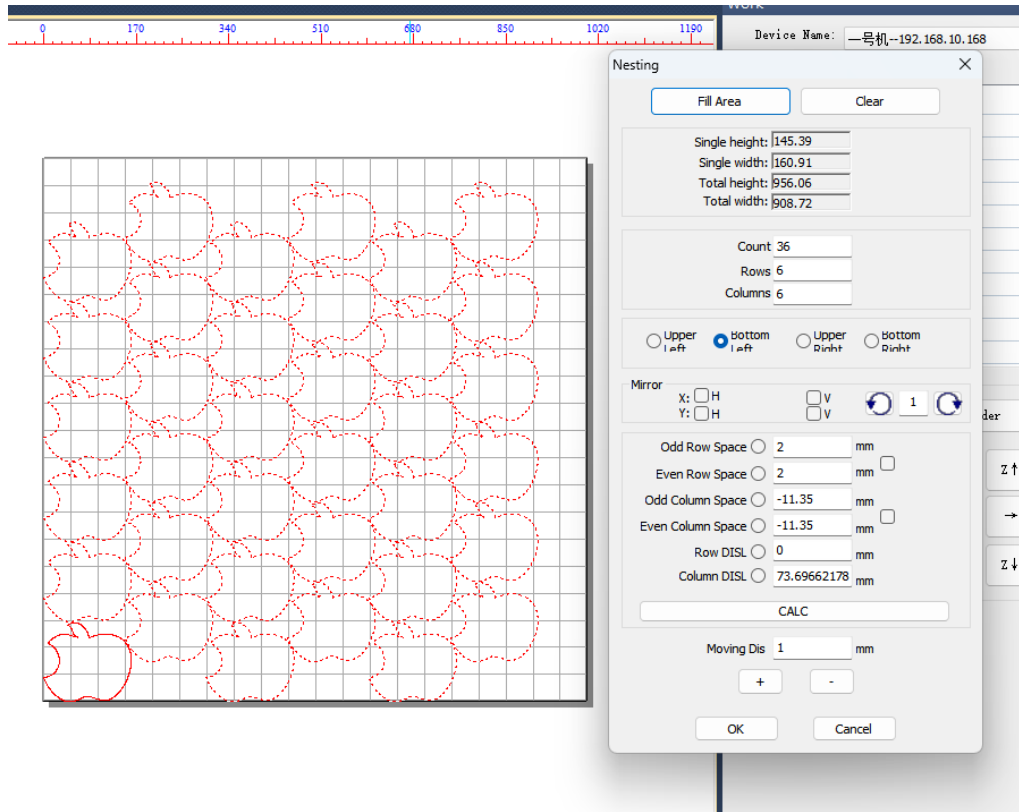 Work
0 170 340 510 680 850 1020 1190
Device Name: 一号机--192.168.10.168
Nesting
Fill Area Clear
Single height: 145.39
Single width: 160.91
Total height: 956.06
Total width: 908.72
Count 36
Rows 6
Columns 6
Upper Left Bottom Left Upper Right Bottom Right
Mirror
X: H V
Y: H V
1
der
Odd Row Space 2 mm
Even Row Space 2 mm
Z↑
Odd Column Space -11.35 mm
→
Even Column Space -11.35 mm
Row DISL 0 mm
Z↓
Column DISL 73.69662178 mm
CALC
Moving Dis 1 mm
+ -
OK Cancel